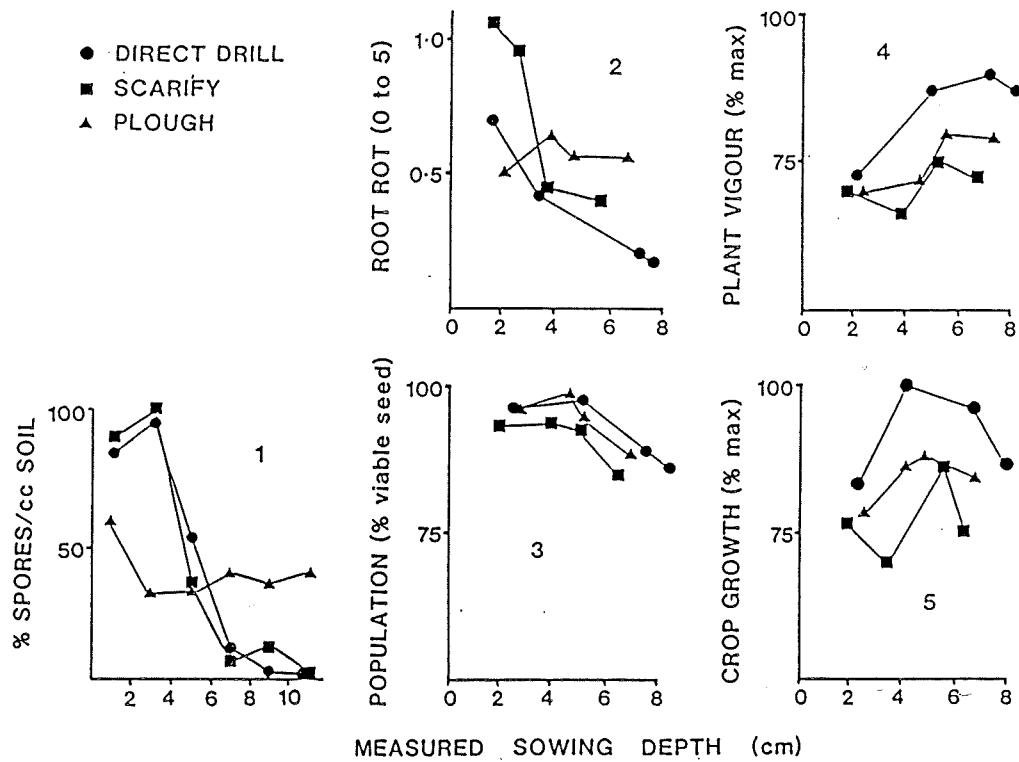 DIRECT DRILL
SCARIFY
PLOUGH
ROOT ROT (0 to 5)
1·0
0·5
0 2 4 6 8
2
PLANT VIGOUR (% max)
100
75
0 2 4 6 8
4
% SPORES/cc SOIL
100
50
2 4 6 8 10
1
POPULATION (% viable seed)
100
75
0 2 4 6 8
3
CROP GROWTH (% max)
100
75
0 2 4 6 8
5
MEASURED SOWING DEPTH (cm)